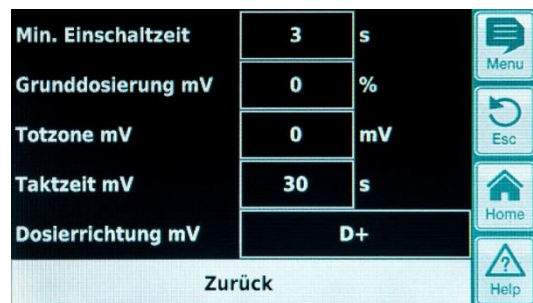 Min. Einschaltzeit 3 s
Menu
Grunddosierung mV 0 %
Totzone mV 0 mV
Esc
Taktzeit mV 30 s
Home
Dosierrichtung mV D+
Zurück
Help